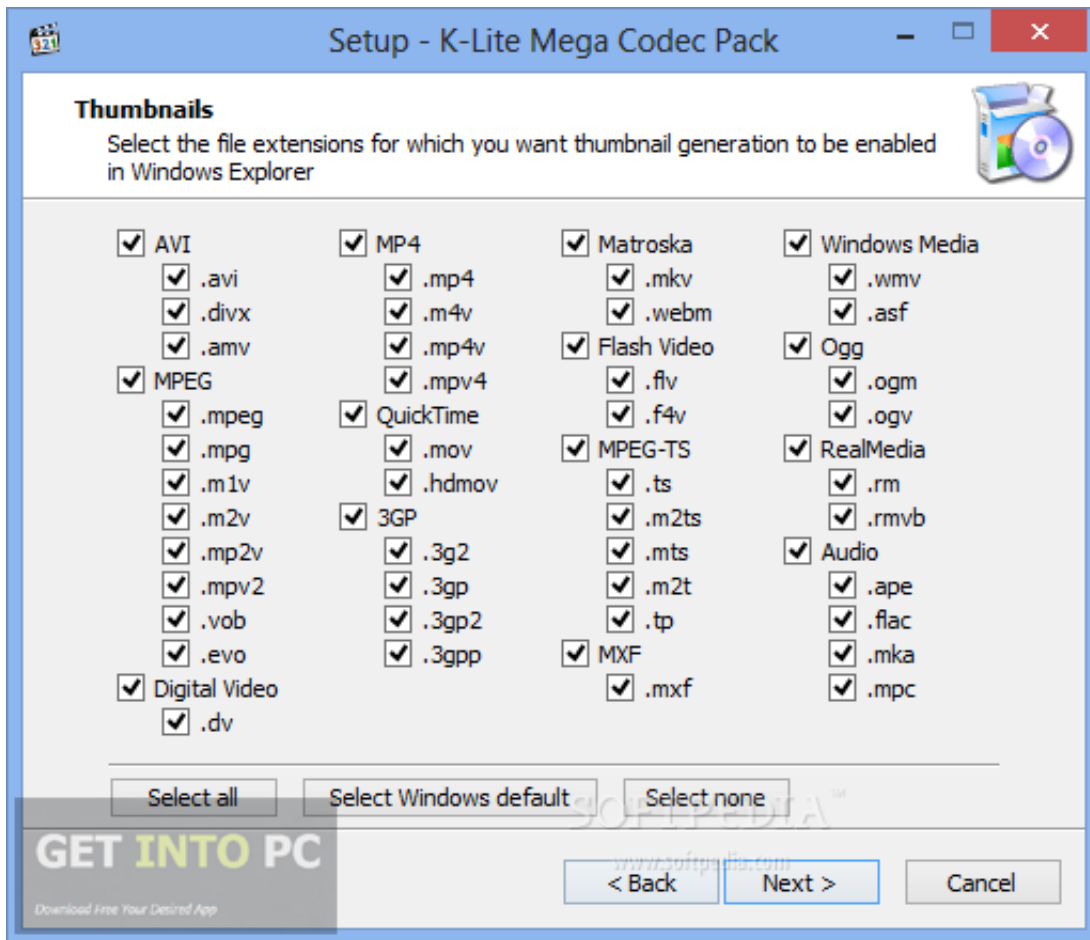 321
Setup - K-Lite Mega Codec Pack
Thumbnails
Select the file extensions for which you want thumbnail generation to be enabled
in Windows Explorer
AVI
.avi
.divx
.amv
MPEG
.mpeg
.mpg
.m1v
.m2v
.mp2v
.mpv2
.vob
.evo
Digital Video
.dv
MP4
.mp4
.m4v
.mp4v
.mpv4
QuickTime
.mov
.hdmov
3GP
.3g2
.3gp
.3gp2
.3gpp
Matroska
.mkv
.webm
Flash Video
.flv
.f4v
MPEG-TS
.ts
.m2ts
.mts
.m2t
.tp
MXF
.mxf
Windows Media
.wmv
.asf
Ogg
.ogm
.ogv
RealMedia
.rm
.rmvb
Audio
.ape
.flac
.mka
.mpc
Select all
Select Windows default
Select none
SOFTPEDIA™
www.softpedia.com
GET INTO PC
Download Free Your Desired App
< Back
Next >
Cancel